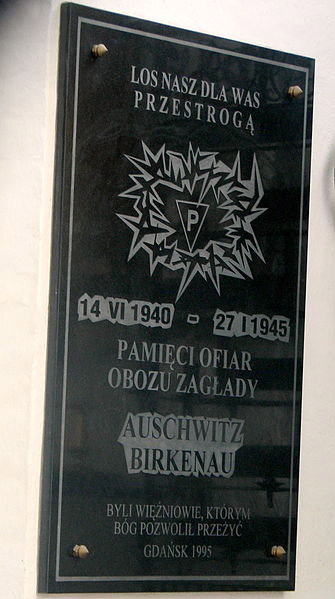 LOS NASZ DLA WAS
PRZESTROGĄ
P
14 VI 1940 - 27 I 1945
PAMIĘCI OFIAR
OBOZU ZAGŁADY
AUSCHWITZ
BIRKENAU
BYLI WIĘŹNIOWIE, KTÓRYM
BÓG POZWOLIŁ PRZEŻYĆ
GDAŃSK 1995